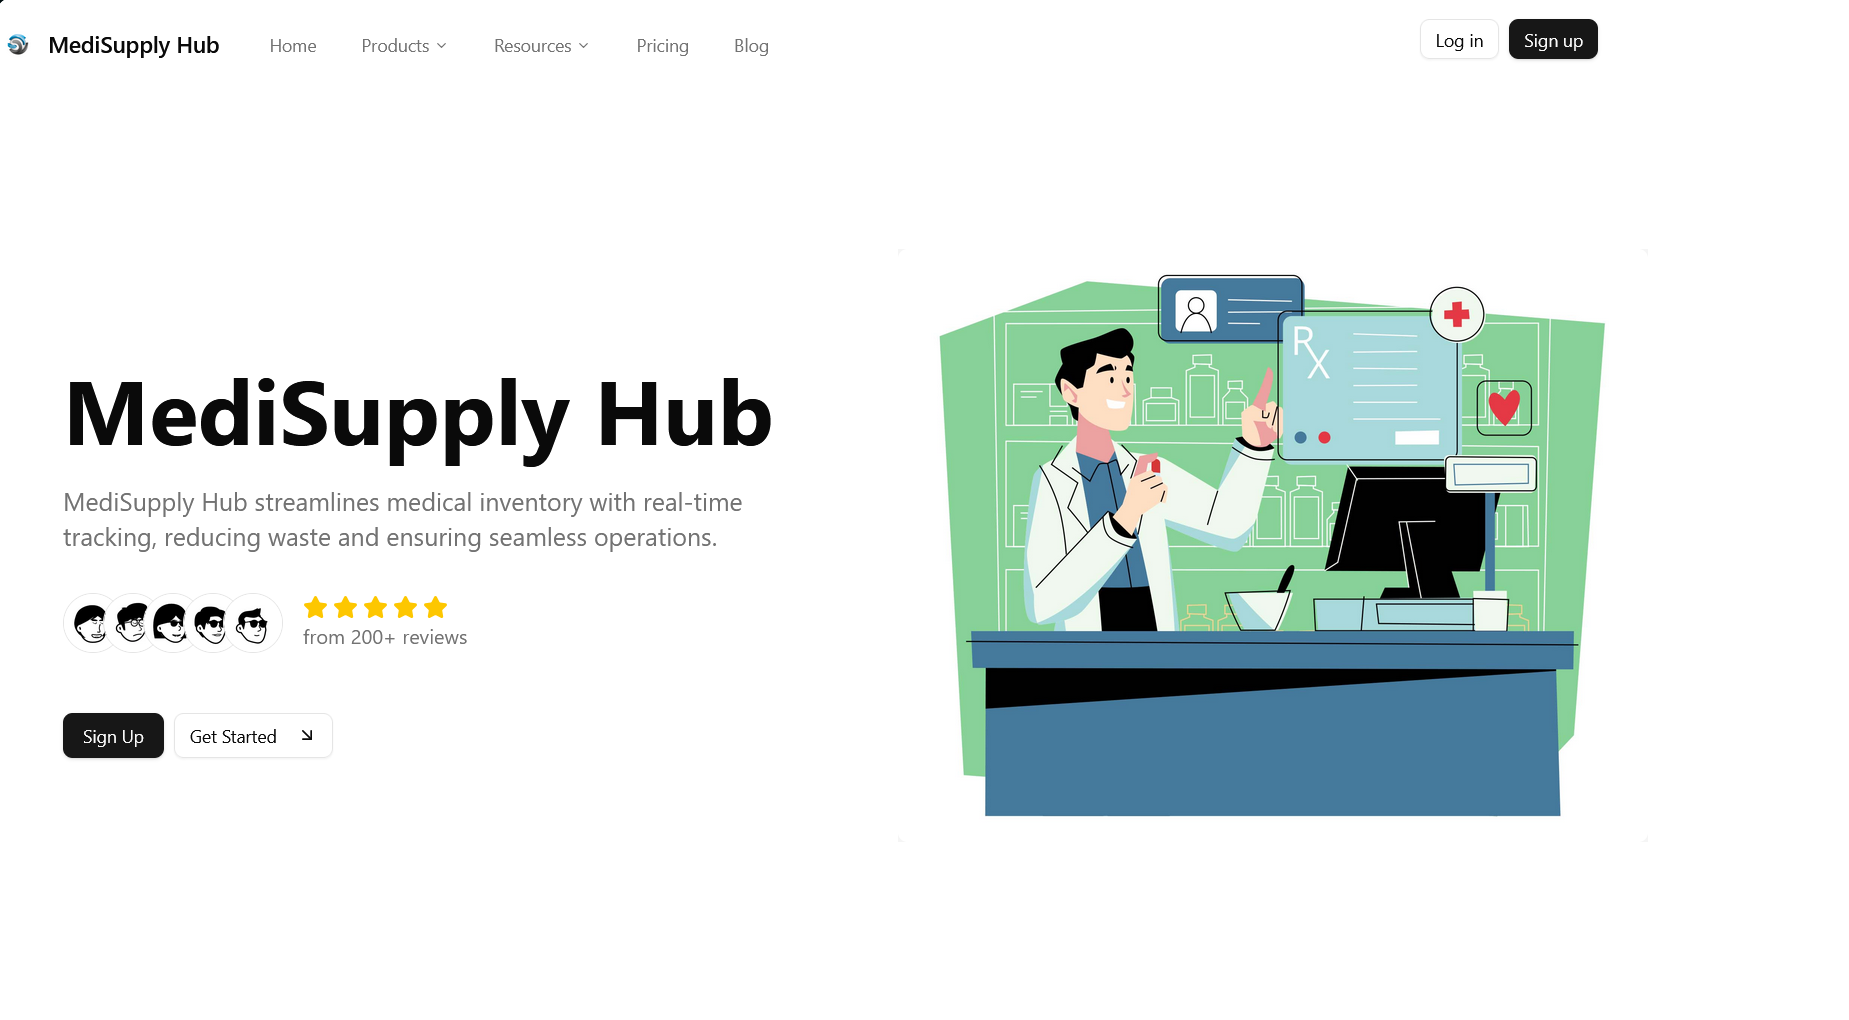 MediSupply Hub
Home
Products
Resources
Pricing
Blog
Log in
Sign up
MediSupply Hub
MediSupply Hub streamlines medical inventory with real-time
tracking, reducing waste and ensuring seamless operations.
from 200+ reviews
Sign Up
Get Started
RX